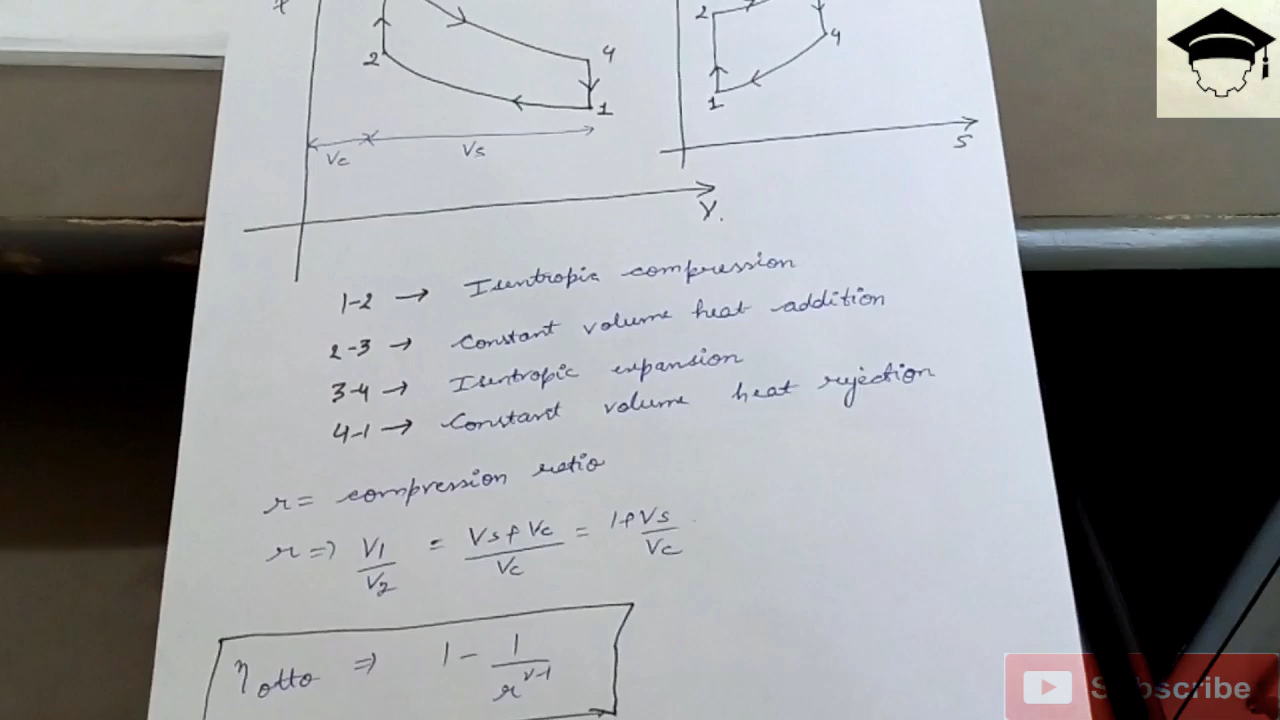 2
4
1
Vc
Vs
V.
2
4
1
S
1-2 → Isentropic compression
2-3 → Constant volume heat addition
3-4 → Isentropic expansion
4-1 → Constant volume heat rejection
r = compression ratio
r ⇒ V1/V2 = Vs+Vc/Vc = 1+Vs/Vc
η otto ⇒ 1 - 1/r^γ-1
Subscribe